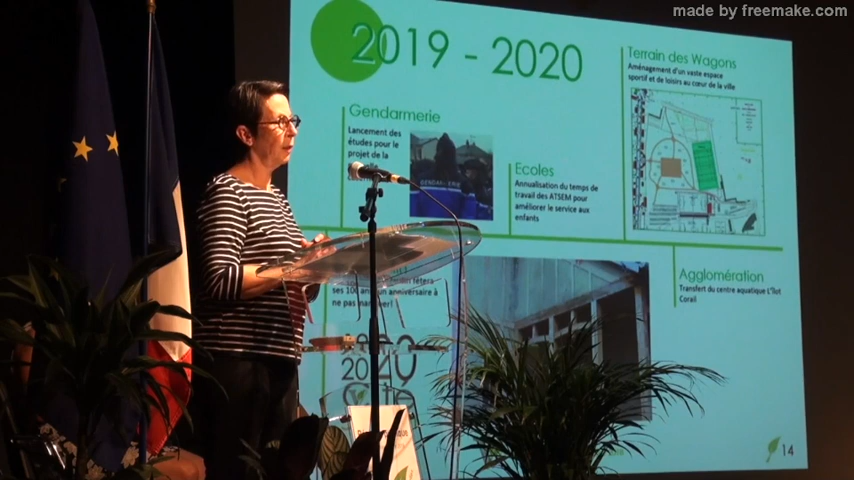 made by freemake.com
2019 - 2020
Terrain des Wagons
Aménagement d'un vaste espace
sportif et de loisirs au cœur de la ville
Gendarmerie
Lancement des
études pour le
projet de la
GENDARMERIE
Ecoles
Annualisation du temps de
travail des ATSEM pour
améliorer le service aux
enfants
Agglomération
Transfert du centre aquatique L'îlot
Corail
fêtera
ses 100 ans, un anniversaire à
ne pas manquer!
14